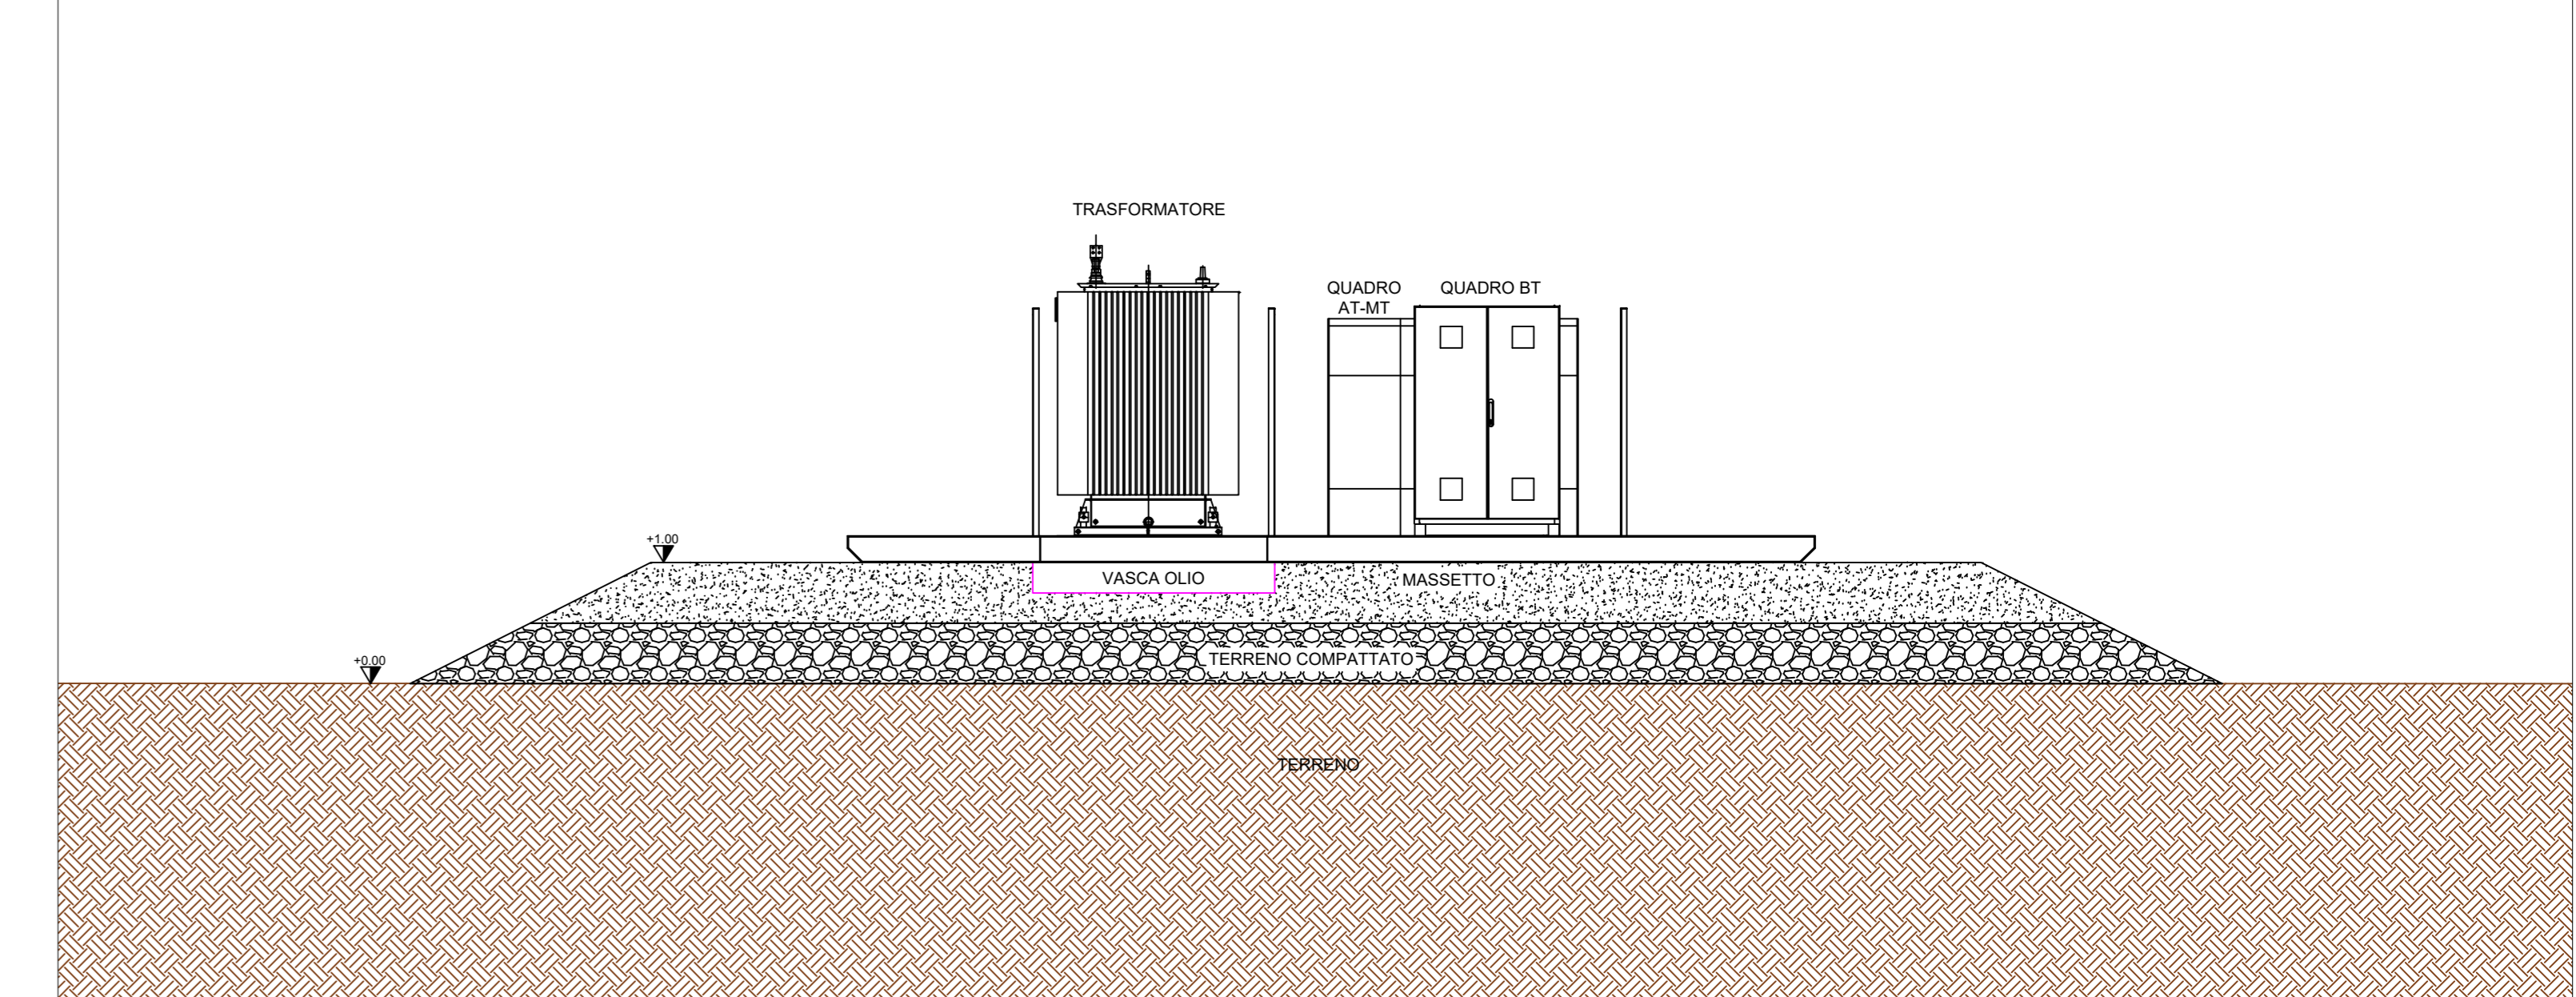 TRASFORMATORE
QUADRO
AT-MT
QUADRO BT
+1.00
VASCA OLIO
MASSETTO
+0.00
TERRENO COMPATTATO
TERRENO